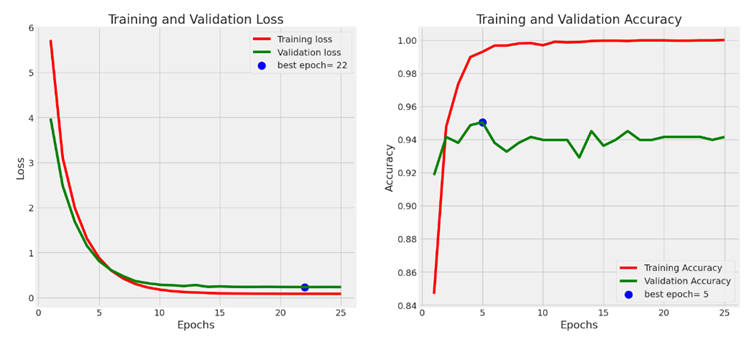 Training and Validation Loss
6
5
4
3
2
1
0
Loss
0
5
10
15
20
25
Epochs
Training loss
Validation loss
best epoch= 22
Training and Validation Accuracy
1.00
0.98
0.96
0.94
0.92
0.90
0.88
0.86
0.84
Accuracy
0
5
10
15
20
25
Epochs
Training Accuracy
Validation Accuracy
best epoch= 5